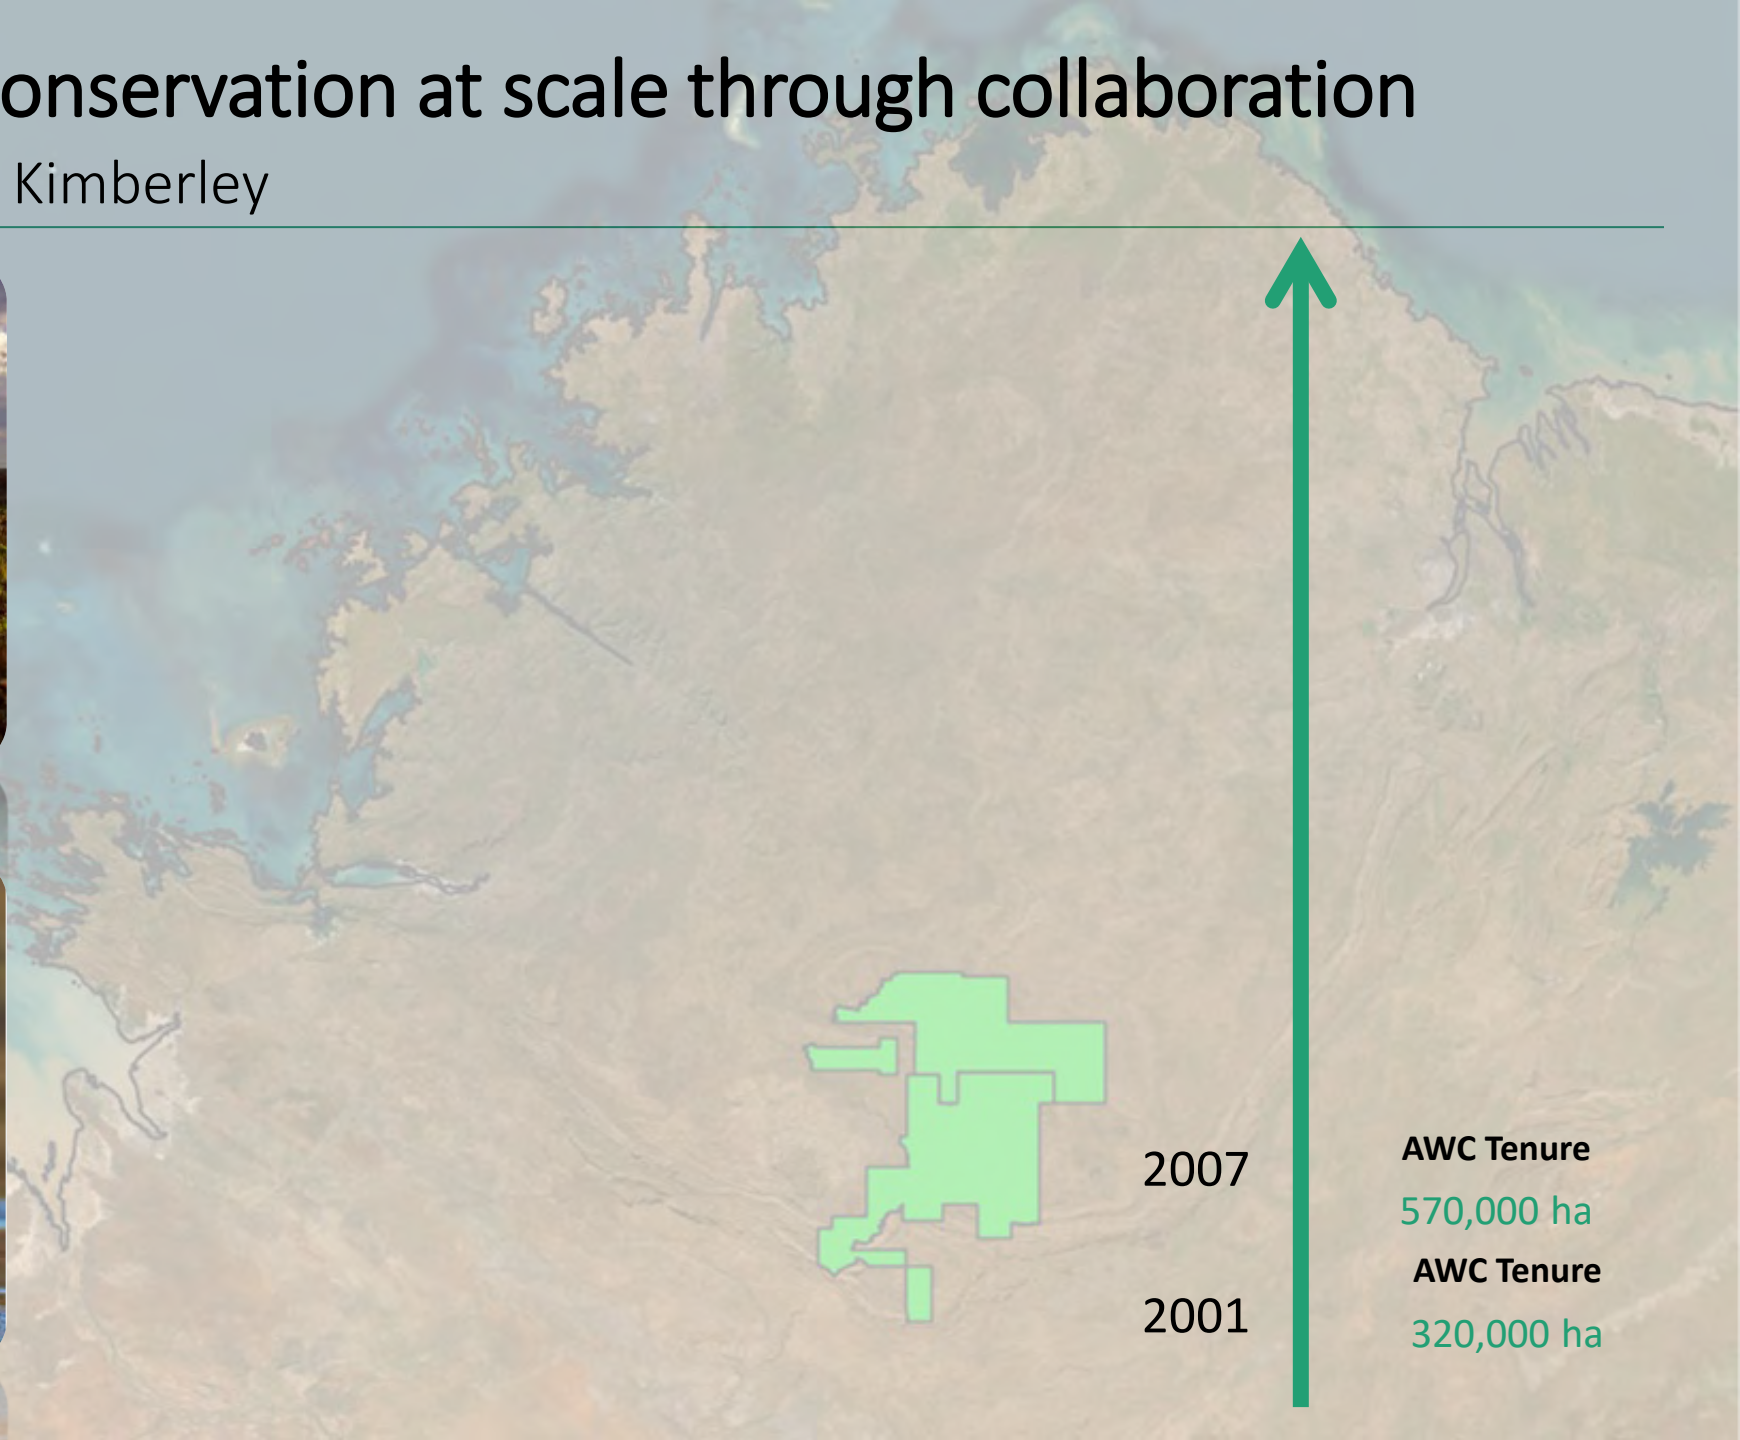 onservation at scale through collaboration
Kimberley
2007
AWC Tenure
570,000 ha
AWC Tenure
2001
320,000 ha